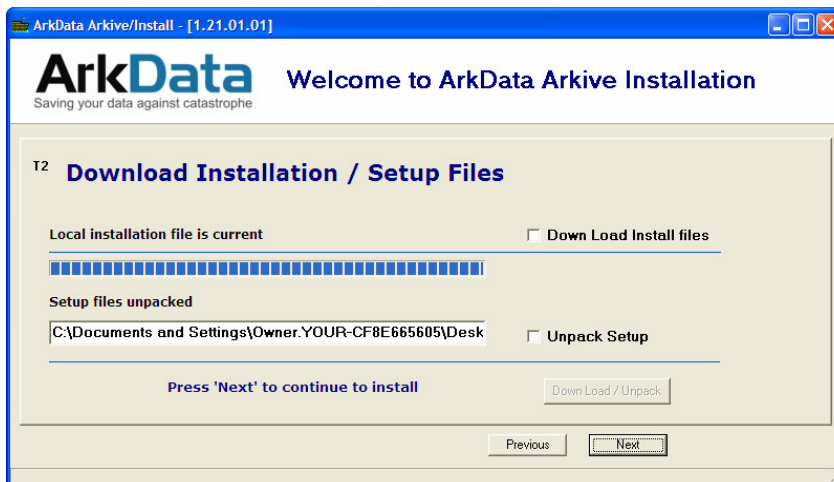 ArkData Arkive/Install - [1.21.01.01]
ArkData
Saving your data against catastrophe
Welcome to ArkData Arkive Installation
T2 Download Installation / Setup Files
Local installation file is current
Down Load Install files
Setup files unpacked
C:\Documents and Settings\Owner.YOUR-CF8E665605\Desk
Unpack Setup
Press 'Next' to continue to install
Down Load / Unpack
Previous
Next